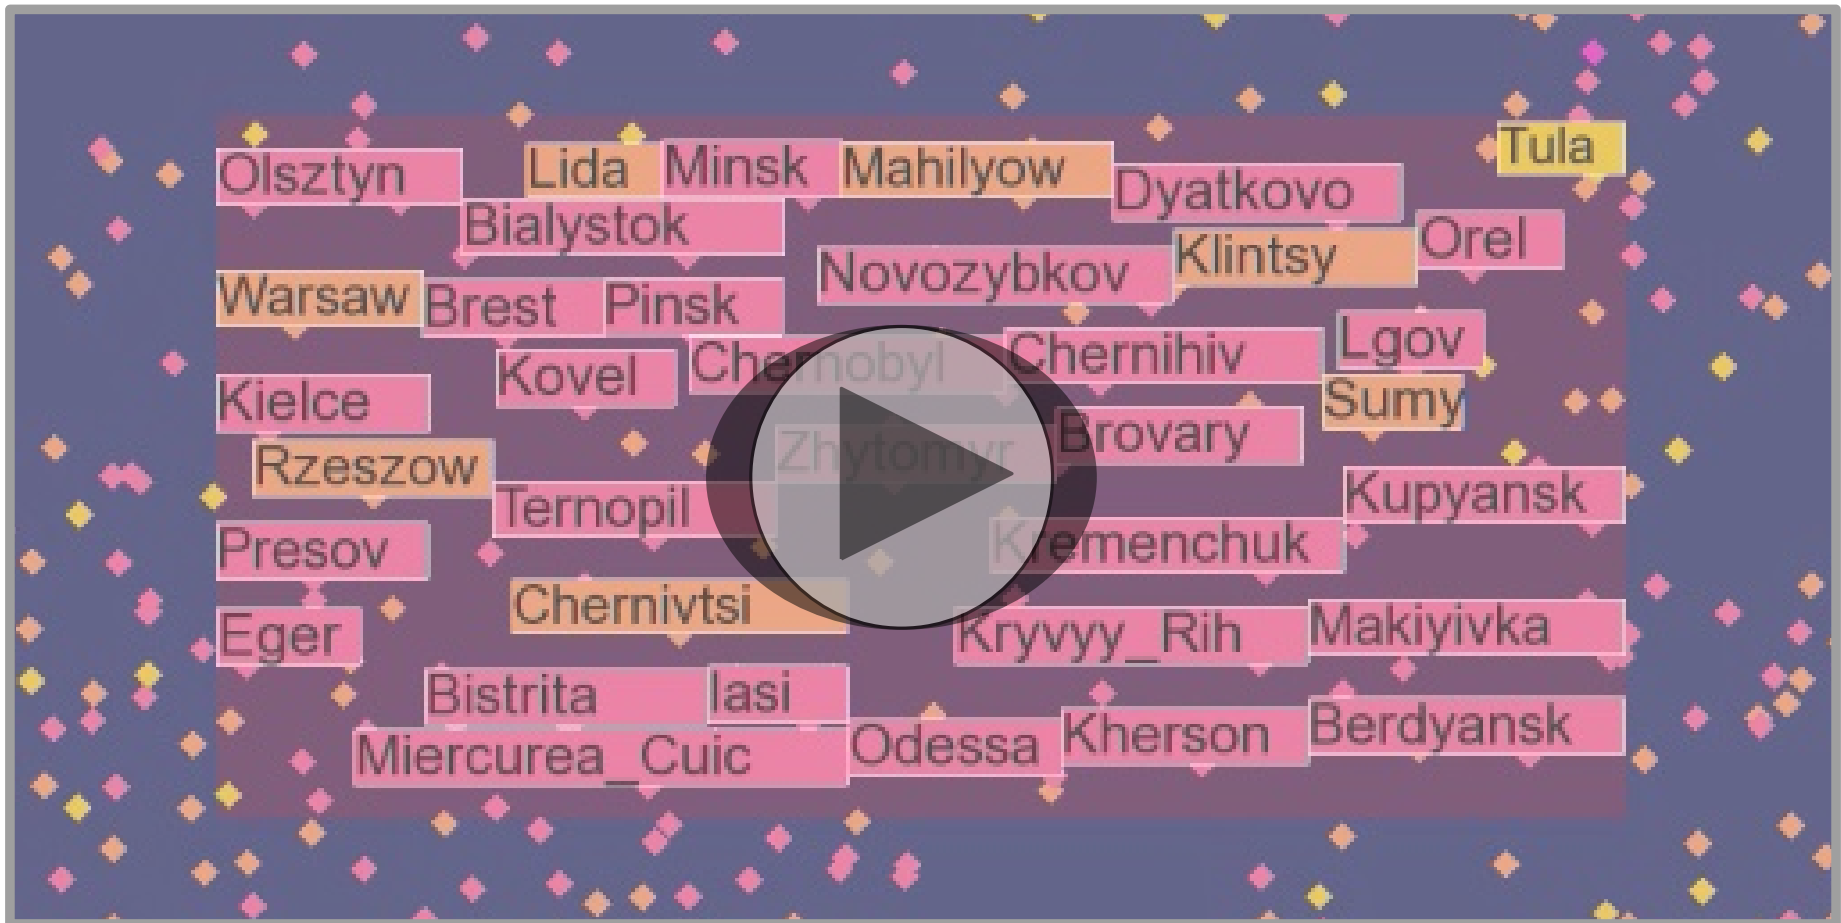 Tula
Olsztyn
Lida
Minsk
Mahilyow
Dyatkovo
Bialystok
Novozybkov
Klintsy
Orel
Warsaw
Brest
Pinsk
Kovel
Chernobyl
Chernihiv
Lgov
Kielce
Sumy
Rzeszow
Zhytomyr
Brovary
Ternopil
Kupyansk
Presov
Kremenchuk
Chernivtsi
Eger
Kryvyy_Rih
Makiyivka
Bistrita
Iasi
Miercurea_Cuic
Odessa
Kherson
Berdyansk